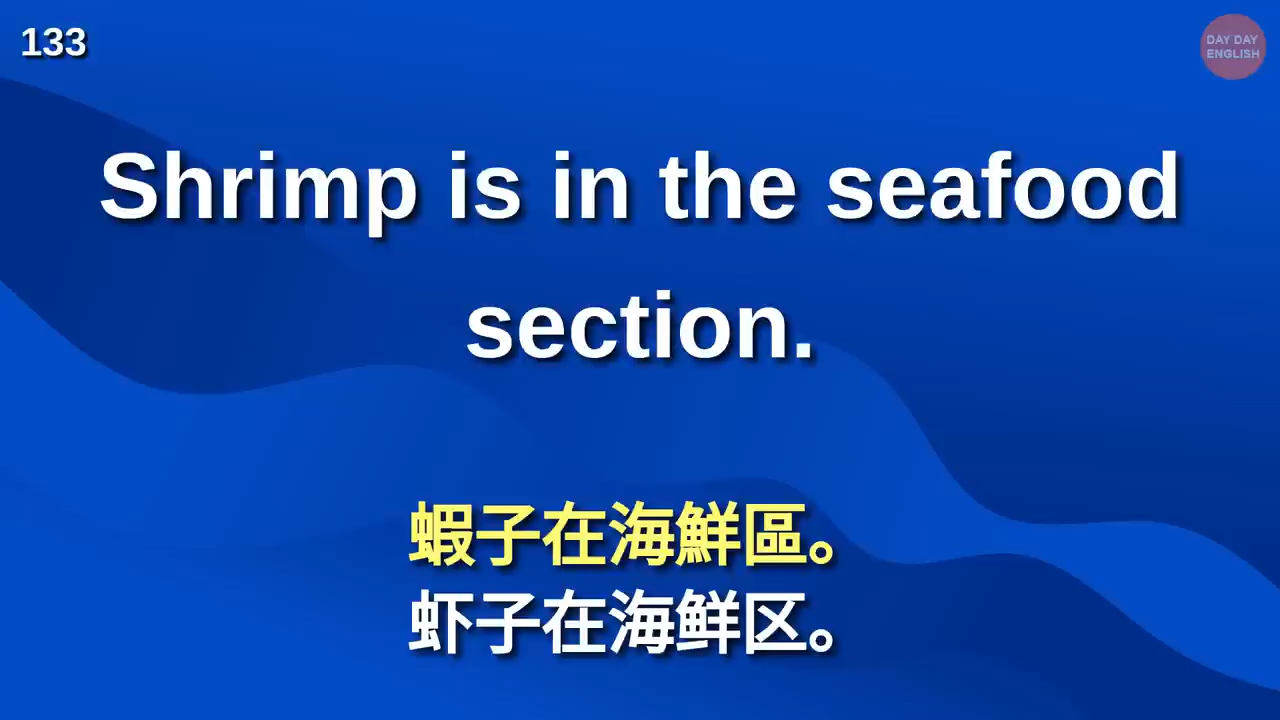 133
DAY DAY
ENGLISH
Shrimp is in the seafood
section.
蝦子在海鮮區。
虾子在海鲜区。